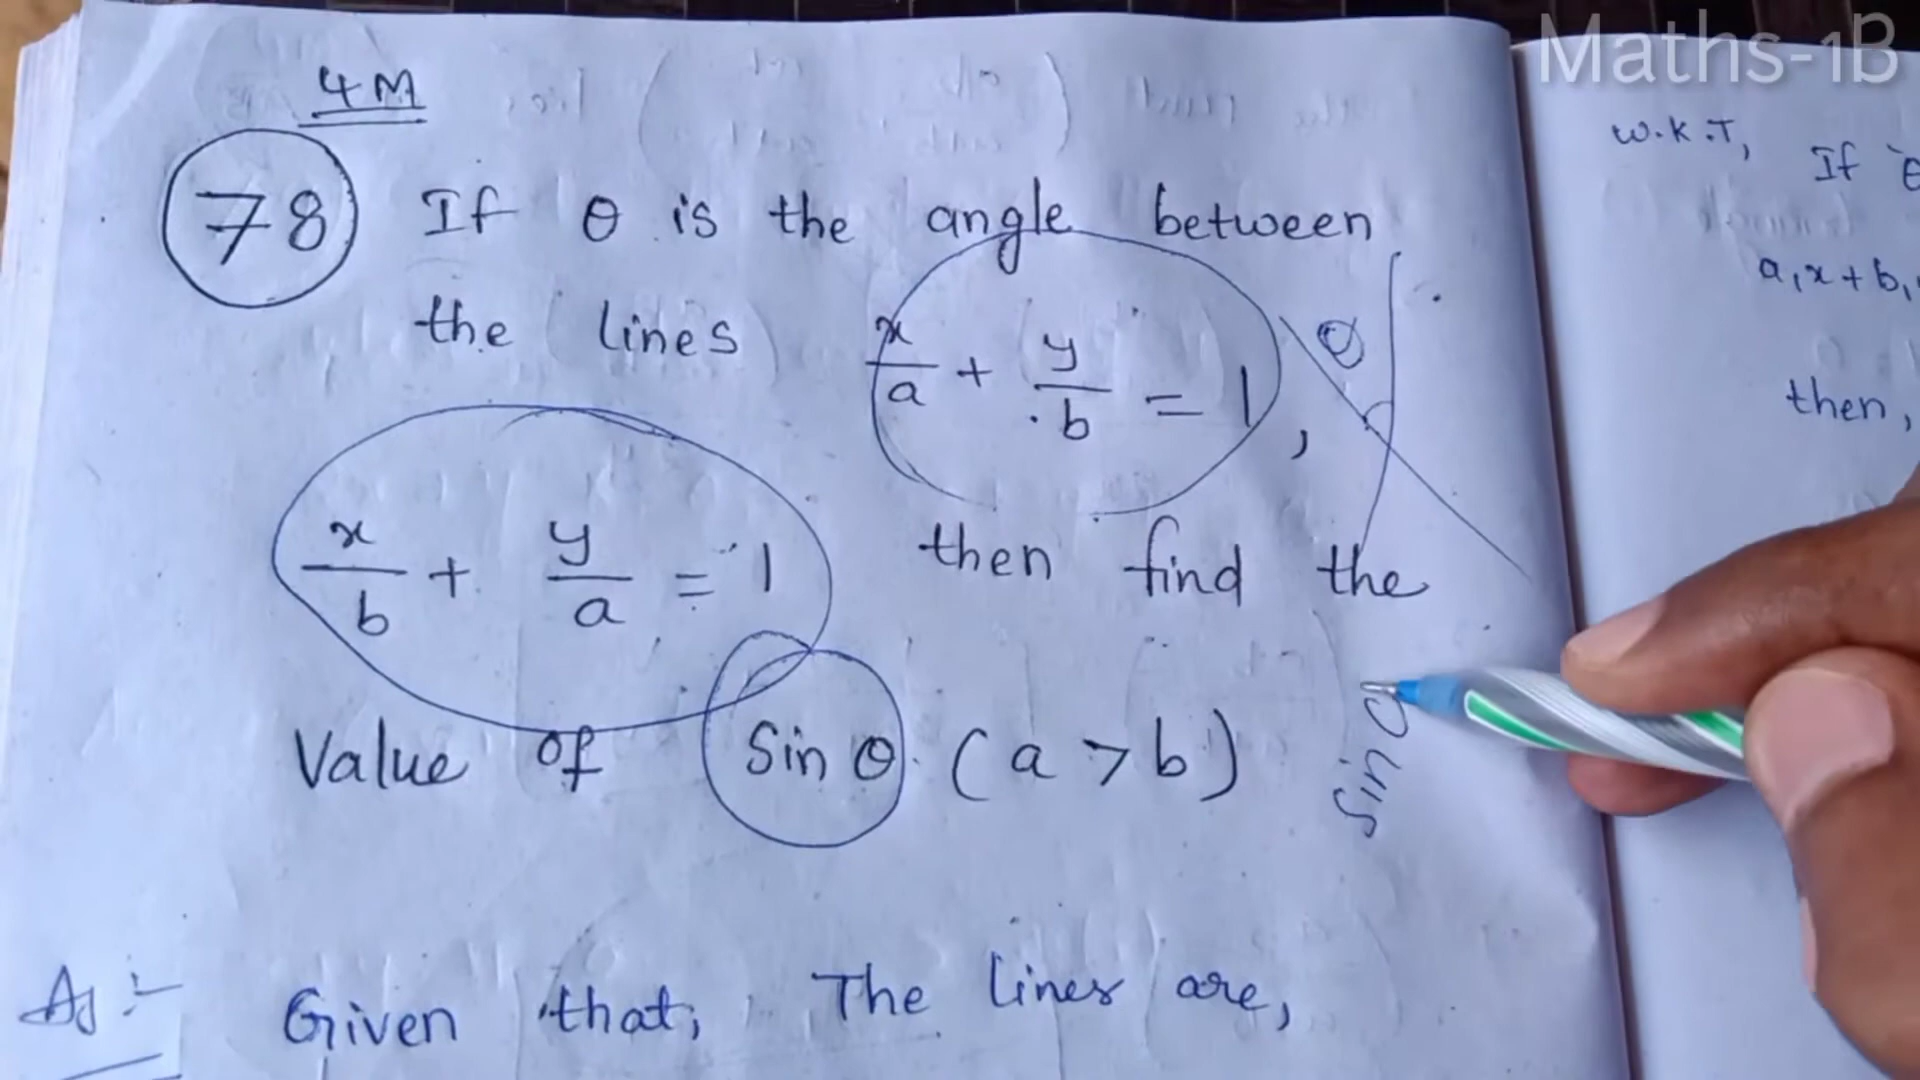 Maths-1B
4M
78 If θ is the angle between
the lines x/a + y/b = 1, θ
x/b + y/a = 1 then find the
Value of Sin θ. (a > b)
Sin θ
Given that, The lines are,
W.K.T,
If θ
a₁x + b₁
then,